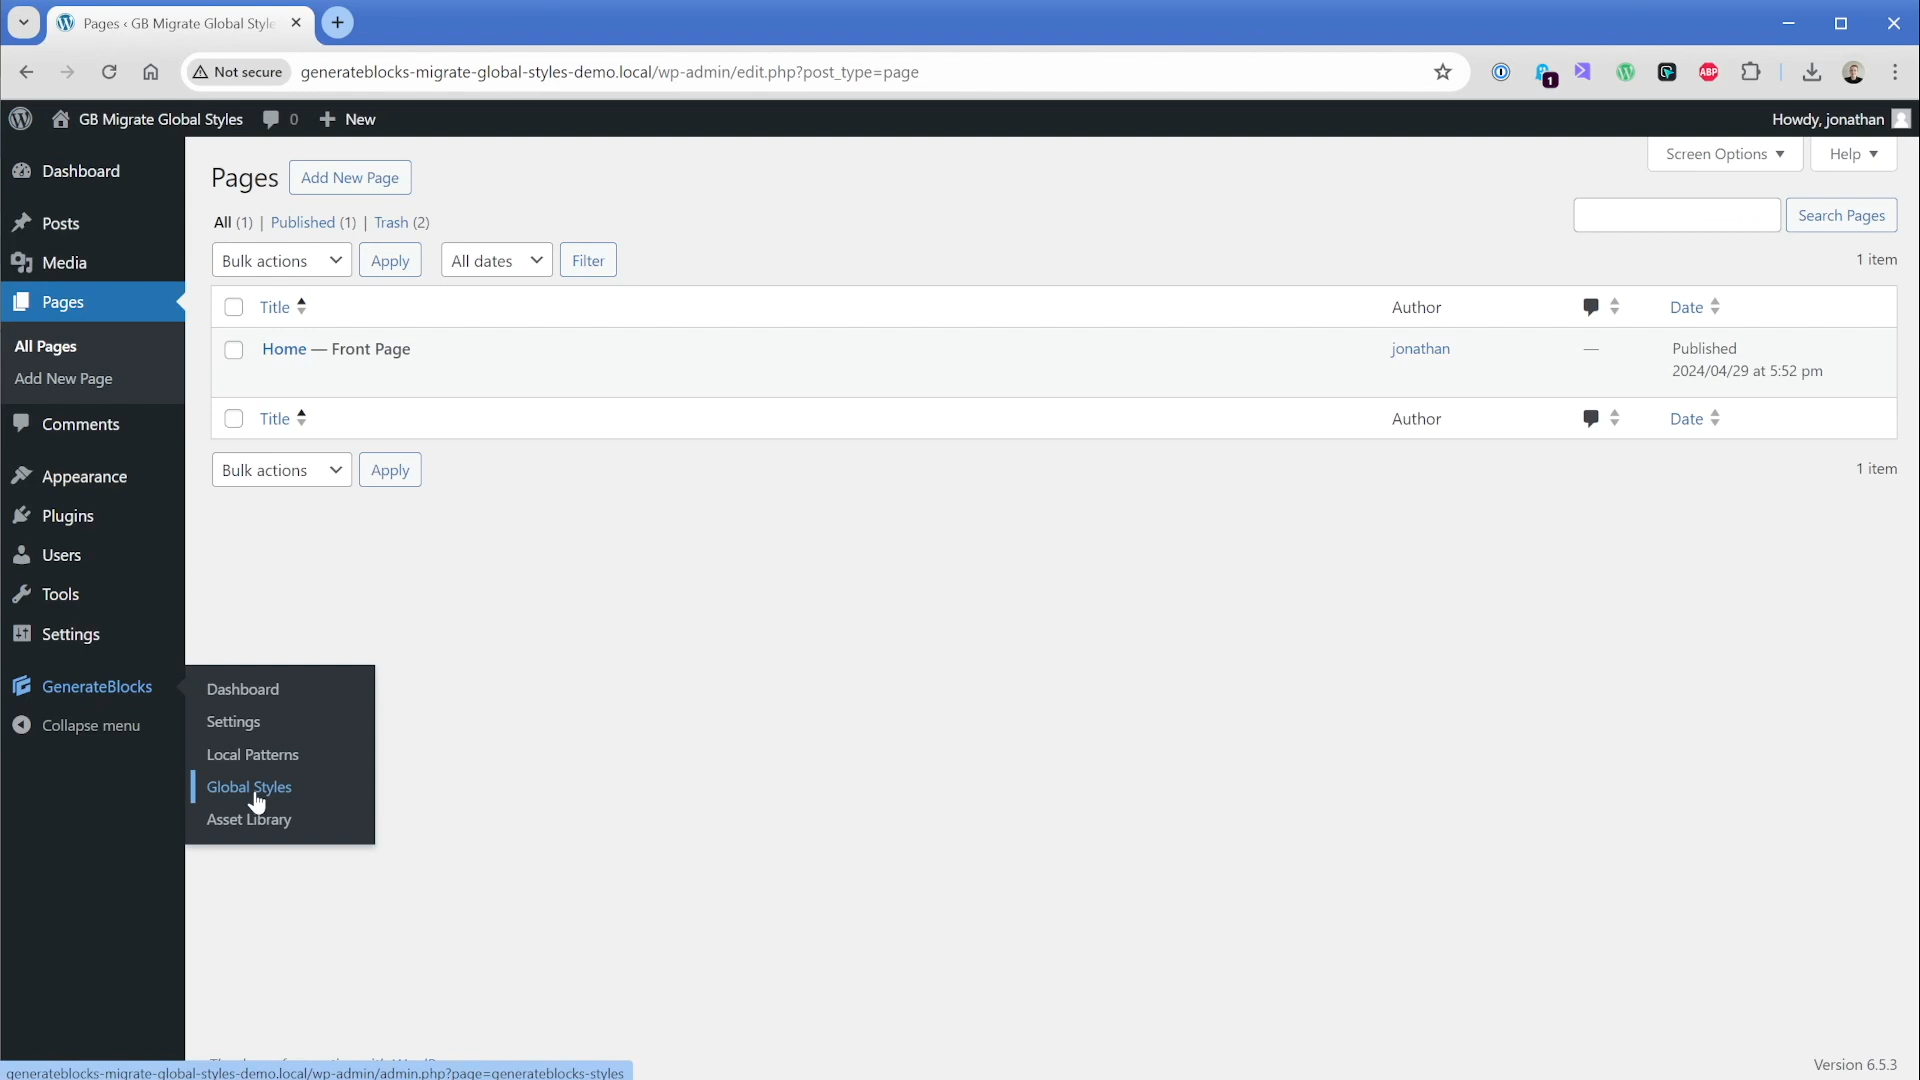 Pages ‹ GB Migrate Global Style
Not secure
generateblocks-migrate-global-styles-demo.local/wp-admin/edit.php?post_type=page
1
ABP
GB Migrate Global Styles
0
New
Howdy, jonathan
Dashboard
Posts
Media
Pages
All Pages
Add New Page
Comments
Appearance
Plugins
Users
Tools
Settings
GenerateBlocks
Collapse menu
Dashboard
Settings
Local Patterns
Global Styles
Asset Library
Screen Options
Help
Pages
Add New Page
All (1) | Published (1) | Trash (2)
Search Pages
Bulk actions
Apply
All dates
Filter
1 item
Title
Author
Date
Home — Front Page
jonathan
—
Published
2024/04/29 at 5:52 pm
Title
Author
Date
Bulk actions
Apply
1 item
Version 6.5.3
generateblocks-migrate-global-styles-demo.local/wp-admin/admin.php?page=generateblocks-styles